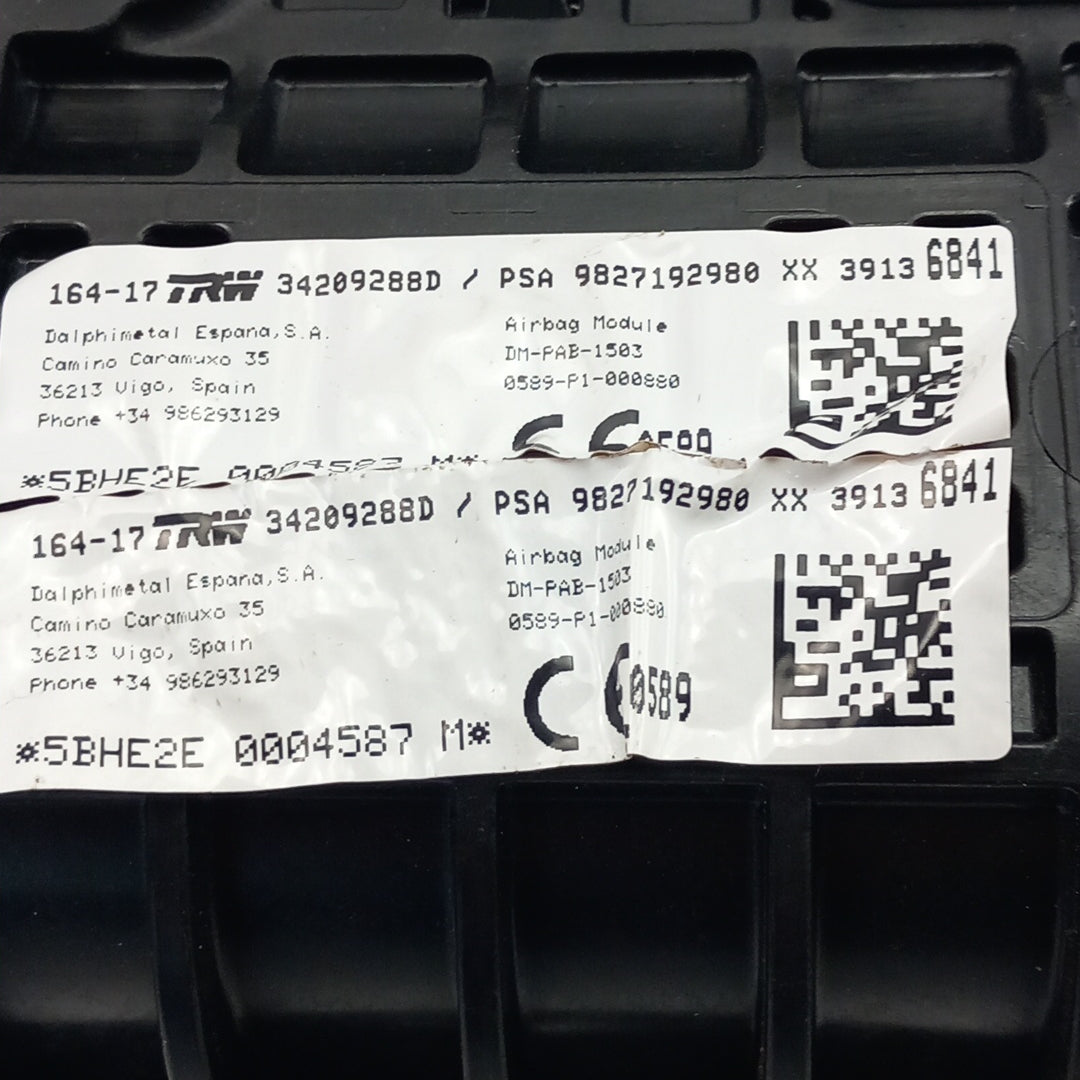 164-17 TRW 34209288D / PSA 9827192980 XX 3913 6841
Dalphimetal Espana,S.A.
Camino Caramuxo 35
36213 Vigo, Spain
Phone +34 986293129
Airbag Module
DM-PAB-1503
0589-P1-000880
CE
*5BHE2E M*
164-17 TRW 34209288D / PSA 9827192980 XX 3913 6841
Dalphimetal Espana,S.A.
Camino Caramuxo 35
36213 Vigo, Spain
Phone +34 986293129
Airbag Module
DM-PAB-1503
0589-P1-000880
CE 0589
*5BHE2E 0004587 M*